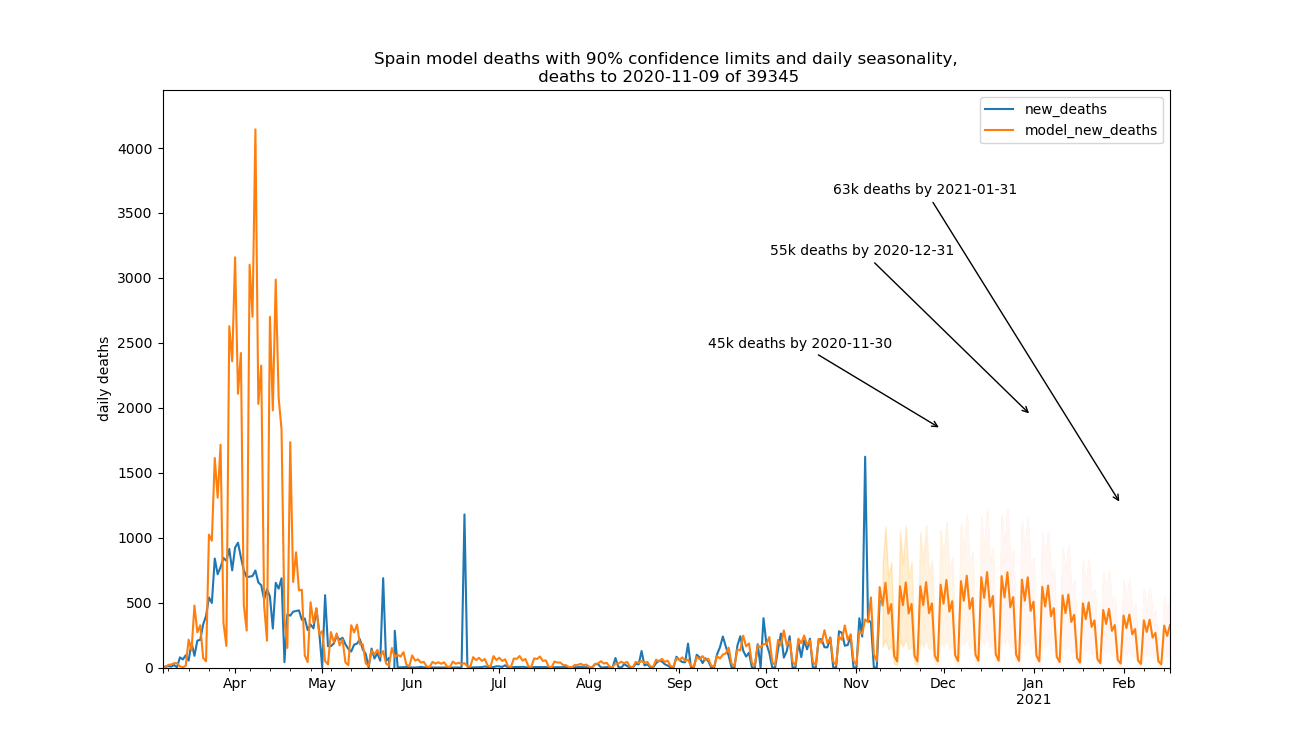 Spain model deaths with 90% confidence limits and daily seasonality,
deaths to 2020-11-09 of 39345
new_deaths
model_new_deaths
63k deaths by 2021-01-31
55k deaths by 2020-12-31
45k deaths by 2020-11-30
daily deaths
4000
3500
3000
2500
2000
1500
1000
500
0
Apr May Jun Jul Aug Sep Oct Nov Dec Jan Feb
2021